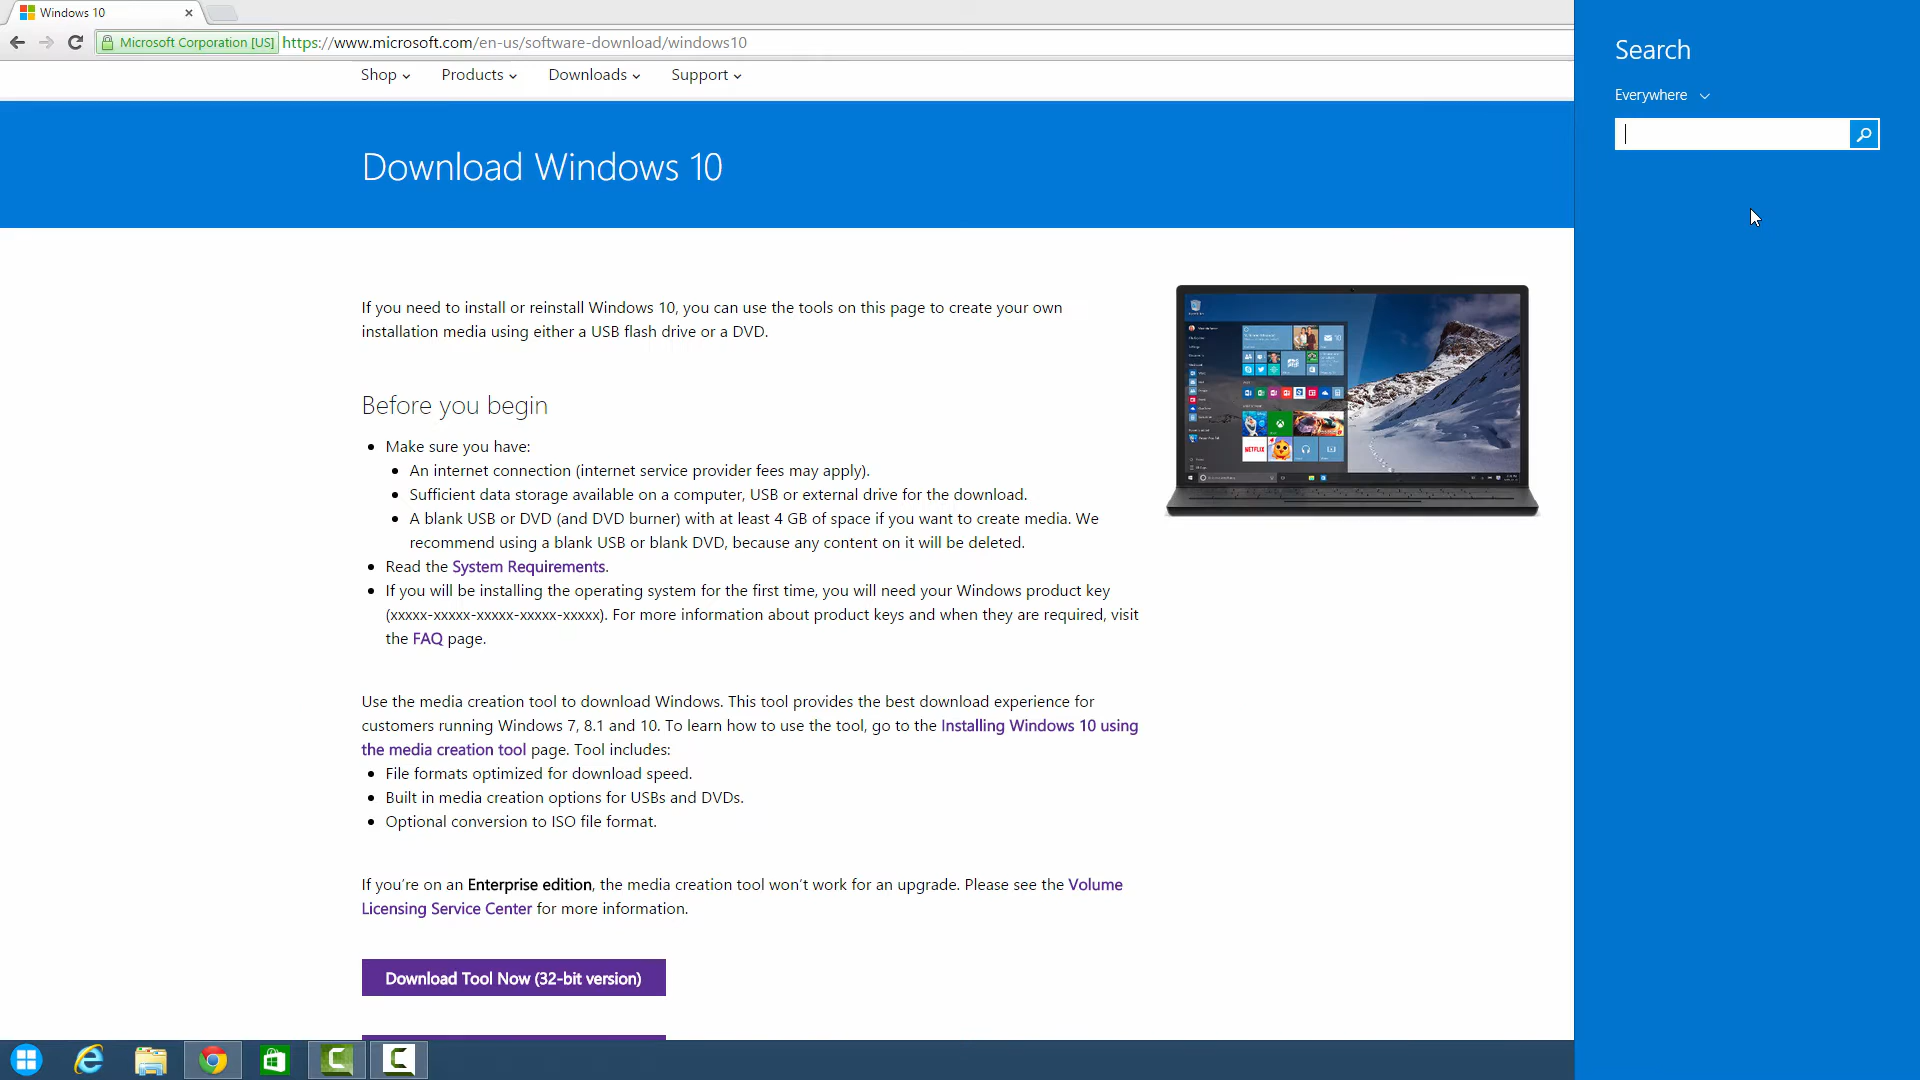 Windows 10
Microsoft Corporation [US] https://www.microsoft.com/en-us/software-download/windows10
Shop Products Downloads Support
Download Windows 10
If you need to install or reinstall Windows 10, you can use the tools on this page to create your own
installation media using either a USB flash drive or a DVD.
Before you begin
Make sure you have:
An internet connection (internet service provider fees may apply).
Sufficient data storage available on a computer, USB or external drive for the download.
A blank USB or DVD (and DVD burner) with at least 4 GB of space if you want to create media. We
recommend using a blank USB or blank DVD, because any content on it will be deleted.
Read the System Requirements.
If you will be installing the operating system for the first time, you will need your Windows product key
(xxxxx-xxxxx-xxxxx-xxxxx-xxxxx). For more information about product keys and when they are required, visit
the FAQ page.
Use the media creation tool to download Windows. This tool provides the best download experience for
customers running Windows 7, 8.1 and 10. To learn how to use the tool, go to the Installing Windows 10 using
the media creation tool page. Tool includes:
File formats optimized for download speed.
Built in media creation options for USBs and DVDs.
Optional conversion to ISO file format.
If you're on an Enterprise edition, the media creation tool won't work for an upgrade. Please see the Volume
Licensing Service Center for more information.
Download Tool Now (32-bit version)
NETFLIX
Search
Everywhere